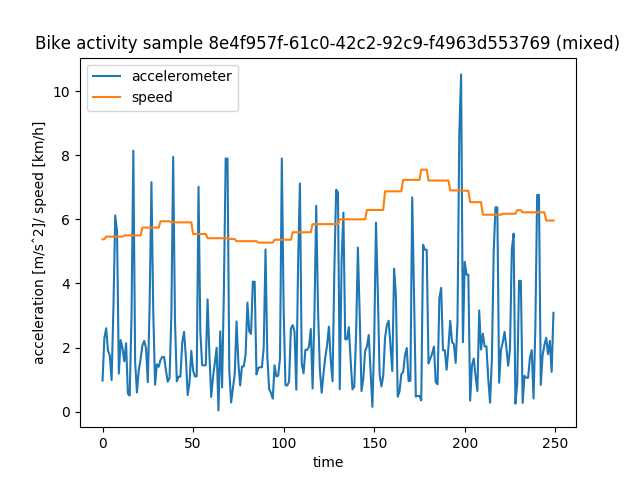 Bike activity sample 8e4f957f-61c0-42c2-92c9-f4963d553769 (mixed)
accelerometer
speed
acceleration [m/s^2]/ speed [km/h]
10
8
6
4
2
0
0
50
100
150
200
250
time